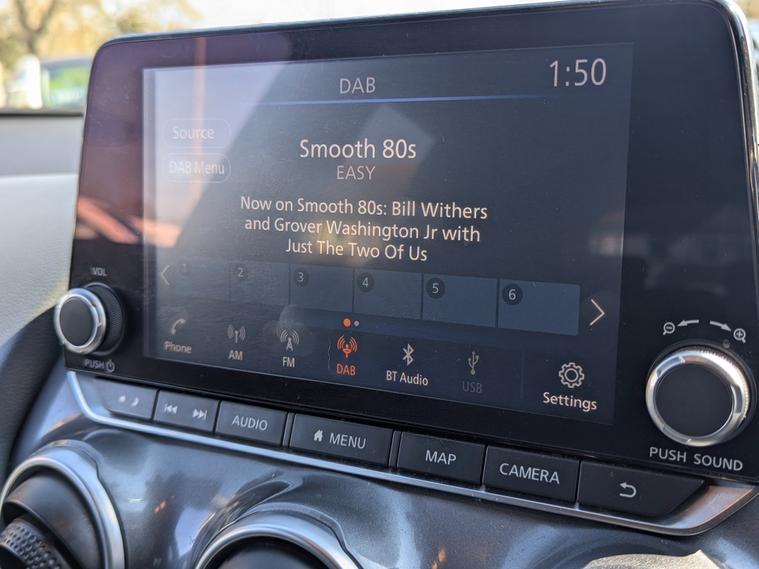 DAB
1:50
Source
DAB Menu
Smooth 80s
EASY
Now on Smooth 80s: Bill Withers
and Grover Washington Jr with
Just The Two Of Us
1
2
3
4
5
6
Phone
AM
FM
DAB
BT Audio
USB
Settings
VOL
PUSH
PUSH SOUND
AUDIO
MENU
MAP
CAMERA